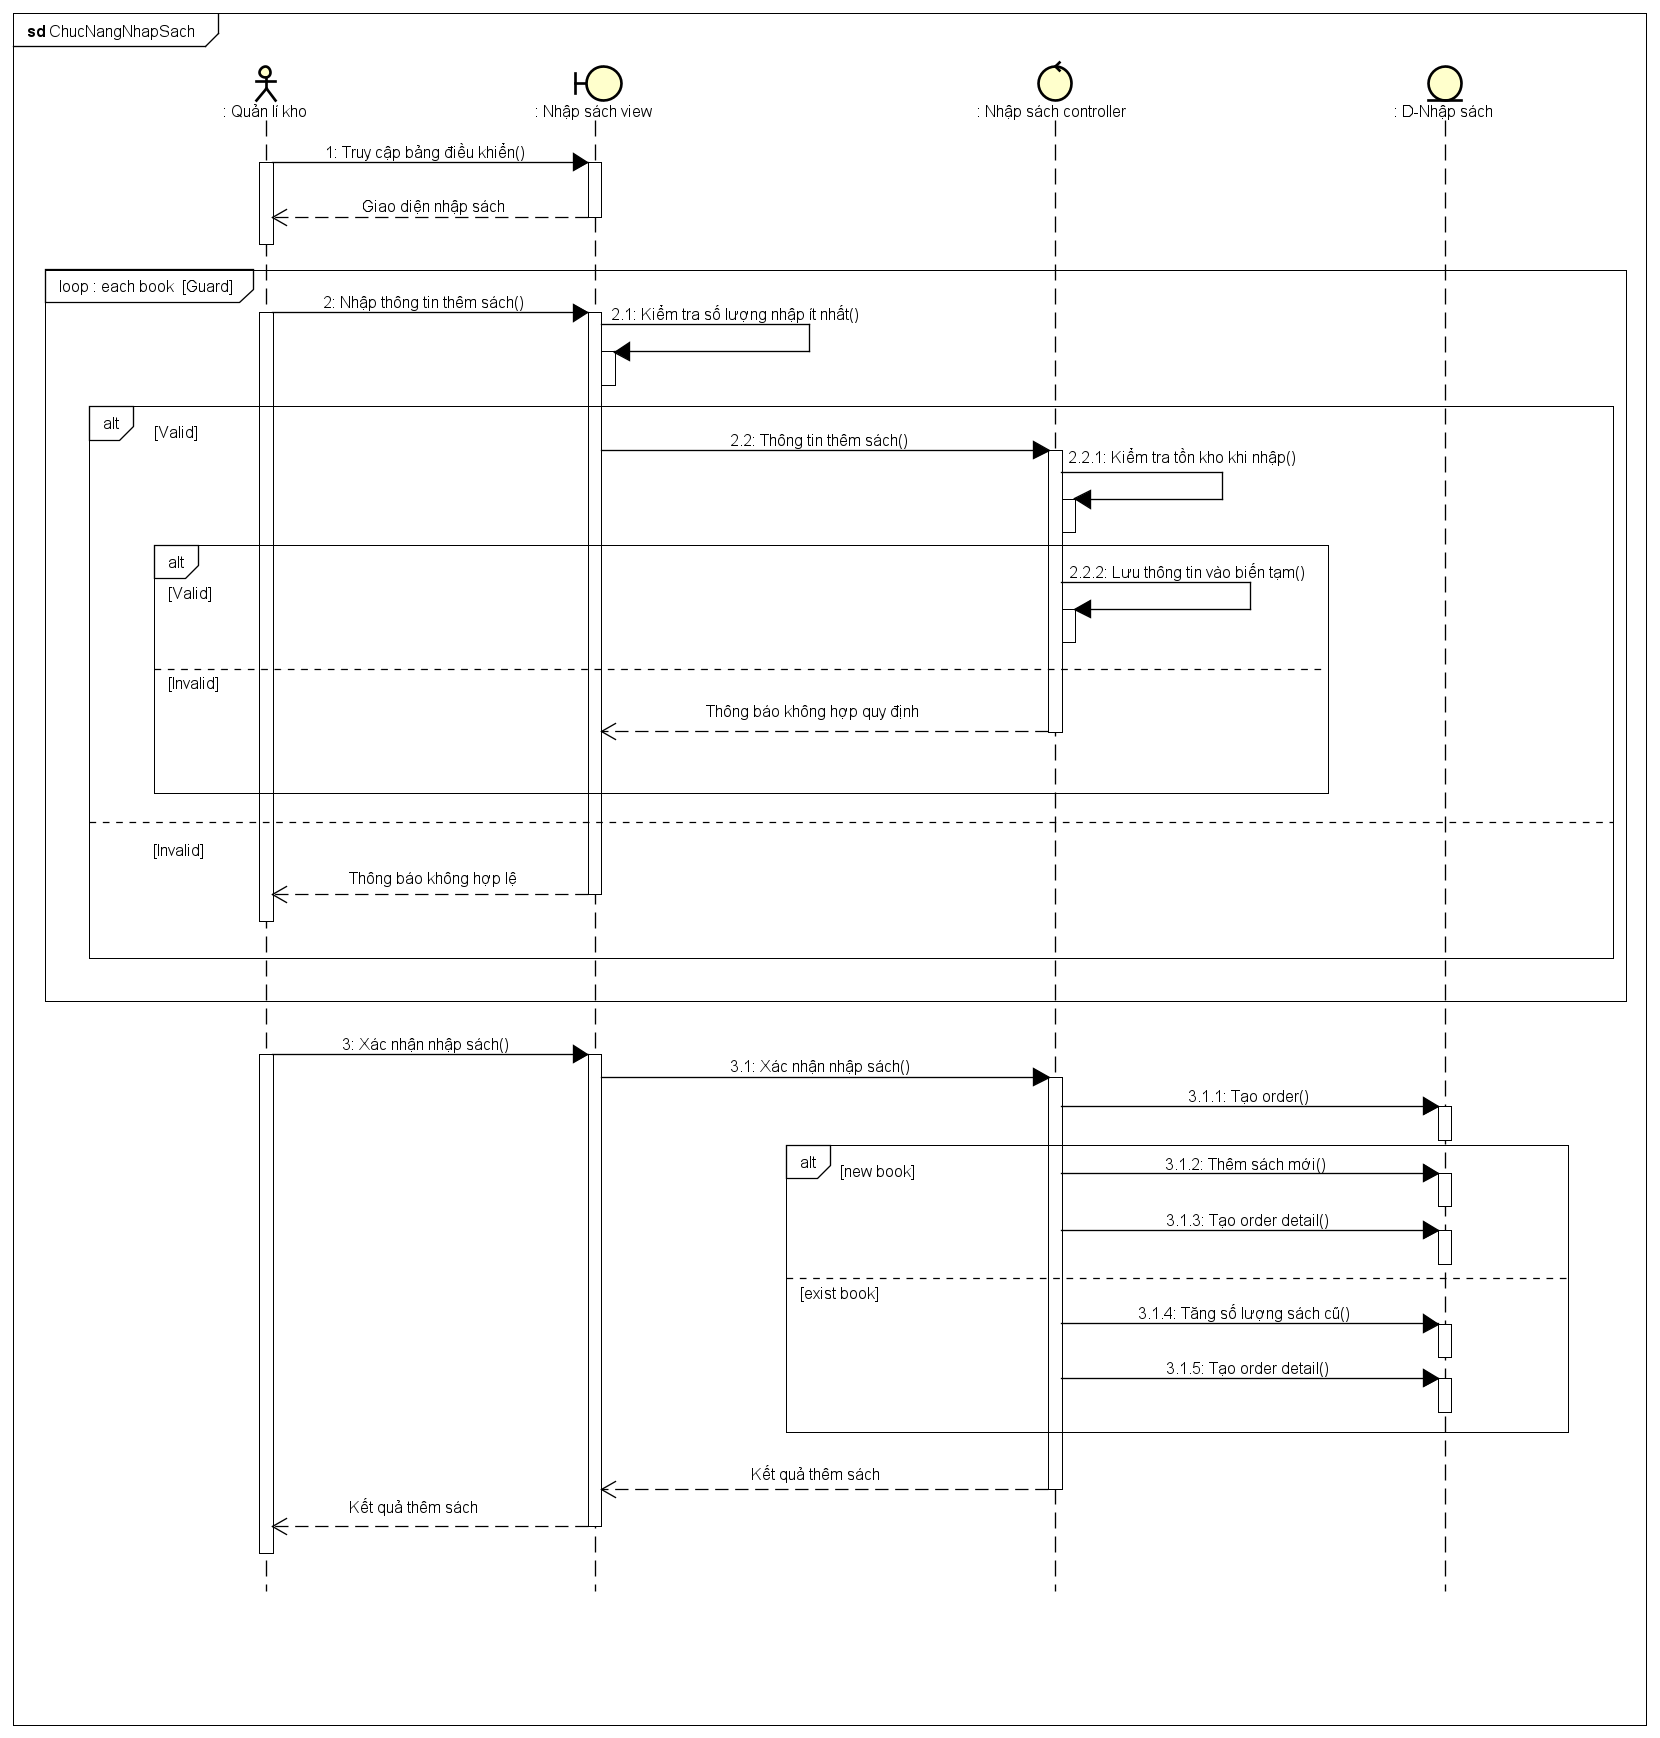 sd ChucNangNhapSach
: Quản lí kho
: Nhập sách view
: Nhập sách controller
: D-Nhập sách
1: Truy cập bảng điều khiển()
Giao diện nhập sách
loop : each book [Guard]
2: Nhập thông tin thêm sách()
2.1: Kiểm tra số lượng nhập ít nhất()
alt
[Valid]
2.2: Thông tin thêm sách()
2.2.1: Kiểm tra tồn kho khi nhập()
alt
[Valid]
2.2.2: Lưu thông tin vào biến tạm()
[Invalid]
Thông báo không hợp quy định
[Invalid]
Thông báo không hợp lệ
3: Xác nhận nhập sách()
3.1: Xác nhận nhập sách()
3.1.1: Tạo order()
alt
[new book]
3.1.2: Thêm sách mới()
3.1.3: Tạo order detail()
[exist book]
3.1.4: Tăng số lượng sách cũ()
3.1.5: Tạo order detail()
Kết quả thêm sách
Kết quả thêm sách